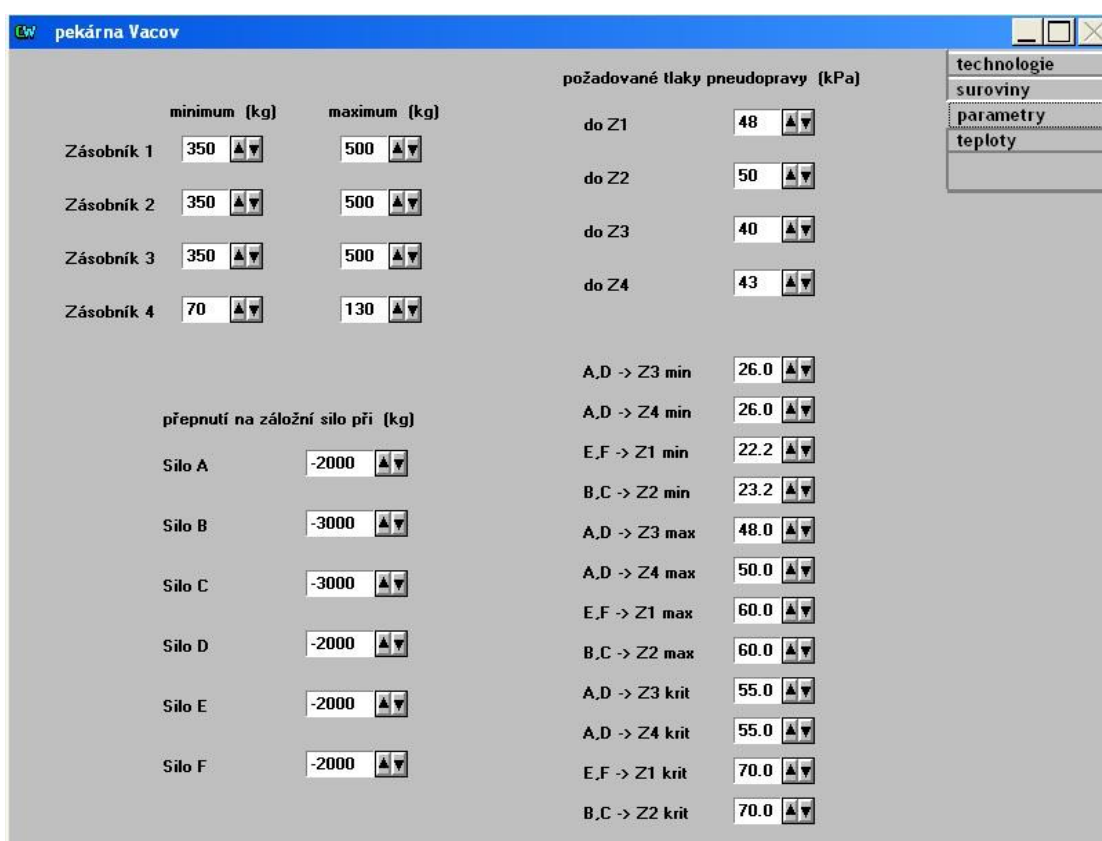 CW pekárna Vacov
technologie
suroviny
parametry
teploty
minimum (kg) maximum (kg)
Zásobník 1 350 500
Zásobník 2 350 500
Zásobník 3 350 500
Zásobník 4 70 130
přepnutí na záložní silo při (kg)
Silo A -2000
Silo B -3000
Silo C -3000
Silo D -2000
Silo E -2000
Silo F -2000
požadované tlaky pneudopravy (kPa)
do Z1 48
do Z2 50
do Z3 40
do Z4 43
A,D -> Z3 min 26.0
A,D -> Z4 min 26.0
E,F -> Z1 min 22.2
B,C -> Z2 min 23.2
A,D -> Z3 max 48.0
A,D -> Z4 max 50.0
E,F -> Z1 max 60.0
B,C -> Z2 max 60.0
A,D -> Z3 krit 55.0
A,D -> Z4 krit 55.0
E,F -> Z1 krit 70.0
B,C -> Z2 krit 70.0